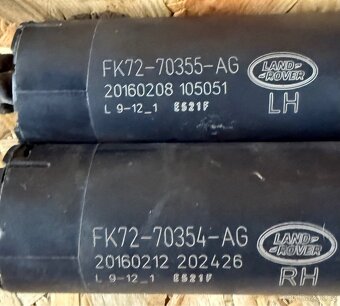 FK72-70355-AG
LAND
ROVER
20160208 105051
LH
L 9-12_1 E521F
FK72-70354-AG
LAND
ROVER
20160212 202426
RH
L 9-12_1 E521F